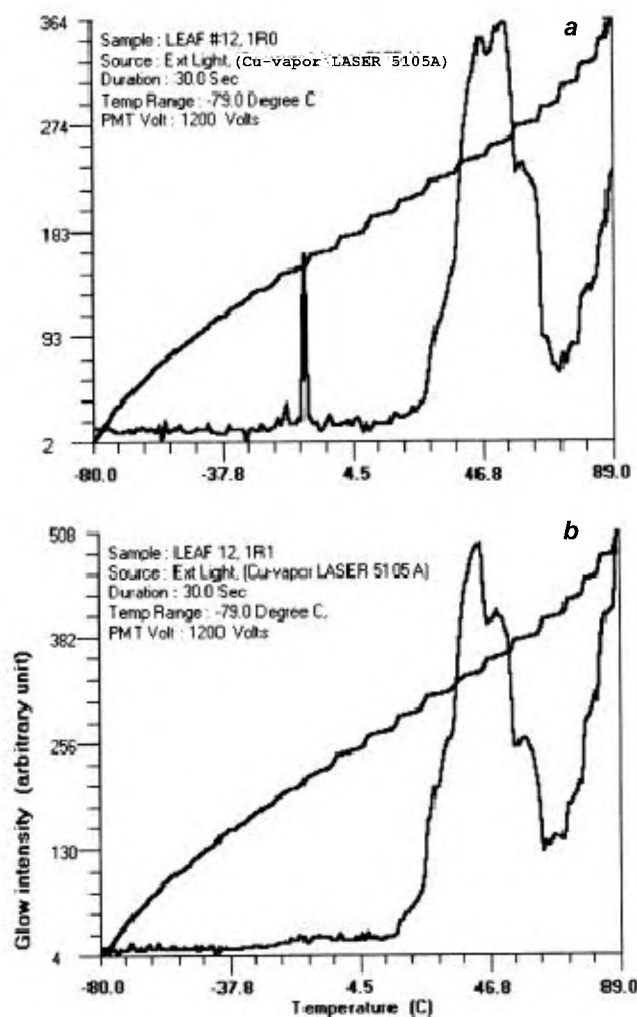 a
364
274
183
93
2
Sample : LEAF #12, 1R0
Source : Ext Light, (Cu-vapor LASER 5105A)
Duration : 30.0 Sec
Temp Range : -79.0 Degree C
PMT Volt : 1200 Volts
-80.0 -37.8 4.5 46.8 89.0
b
508
382
256
130
4
Sample : LEAF 12, 1R1
Source : Ext Light, (Cu-vapor LASER 5105 A)
Duration : 30.0 Sec
Temp Range : -79.0 Degree C,
PMT Volt : 1200 Volts
Glow intensity (arbitrary unit)
-80.0 -37.8 4.5 46.8 89.0
Temperature (C)